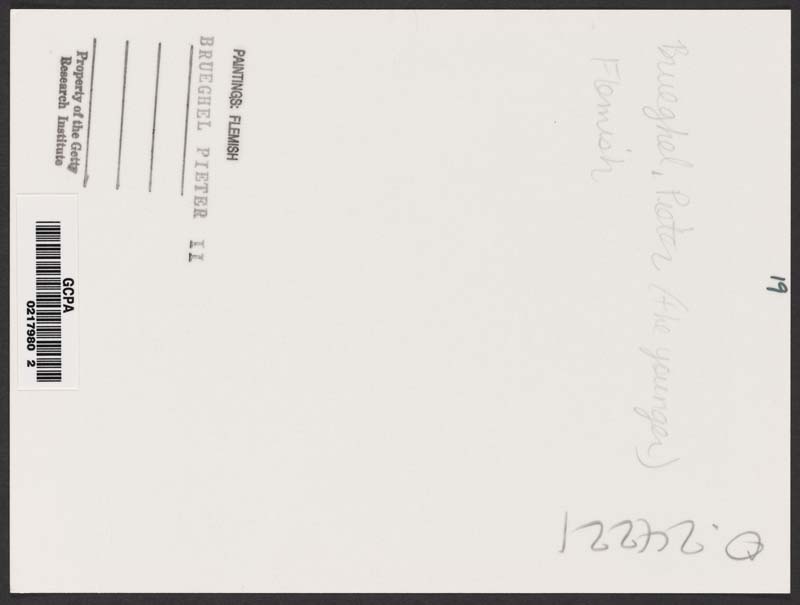 PAINTINGS: FLEMISH
BRUEGHEL PIETER II
Property of the Getty
Research Institute
GCPA
0217980 2
Brueghel, Pieter (the younger)
Flemish
19